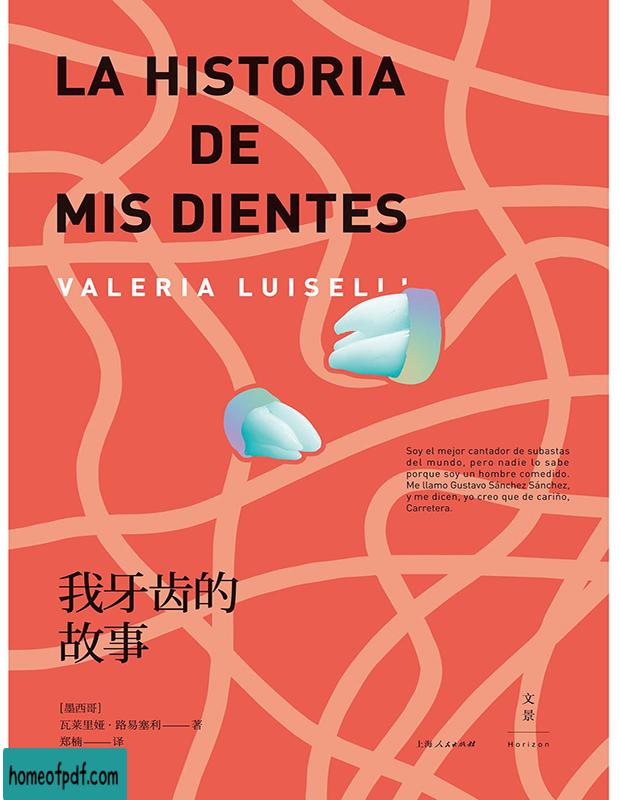 LA HISTORIA
DE
MIS DIENTES
VALERIA LUISELLI
Soy el mejor cantador de subastas
del mundo, pero nadie lo sabe
porque soy un hombre comedido.
Me llamo Gustavo Sánchez Sánchez,
y me dicen, yo creo que de cariño,
Carretera.
我牙齿的
故事
[墨西哥]
瓦莱里娅·路易塞利——著
郑楠——译
文
景
上海人民出版社
Horizon
homeofpdf.com